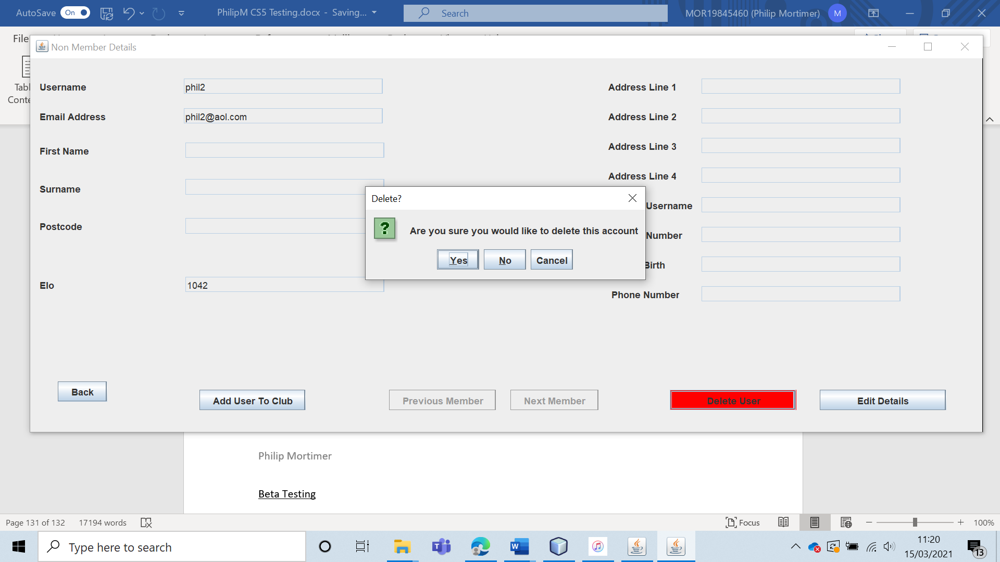 AutoSave On
PhilipM CS5 Testing.docx - Saving...
Search
MOR19845460 (Philip Mortimer) M
File
Non Member Details
Username phil2
Email Address phil2@aol.com
First Name
Surname
Postcode
Elo 1042
Address Line 1
Address Line 2
Address Line 3
Address Line 4
Username
Number
Birth
Phone Number
Delete?
?
Are you sure you would like to delete this account
Yes No Cancel
Back
Add User To Club
Previous Member
Next Member
Delete User
Edit Details
Philip Mortimer
Beta Testing
Page 131 of 132 17194 words
Focus
100%
Type here to search
11:20
15/03/2021
13